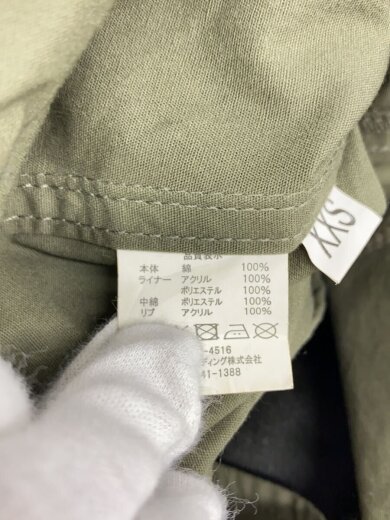 SYX
品質表示
本体 綿 100%
ライナー アクリル 100%
ポリエステル 100%
中綿 ポリエステル 100%
リブ アクリル 100%
-4516
ディング株式会社
41-1388